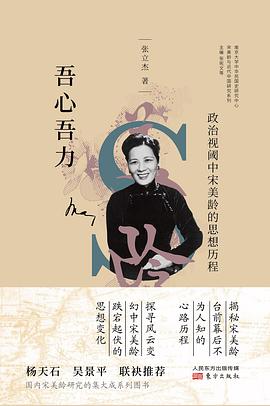 南京大学中华民国史研究中心
宋美龄与近代中国研究系列
主编 张宪文等
张立杰 著
吾心吾力
政治视阈中宋美龄的思想历程
S
龄
May
揭秘宋美龄
台前幕后不
为人知的
心路历程
探寻风云变
幻中宋美龄
跌宕起伏的
思想变化
杨天石 吴景平 联袂推荐
国内宋美龄研究的集大成系列图书
人民东方出版传媒
东方出版社